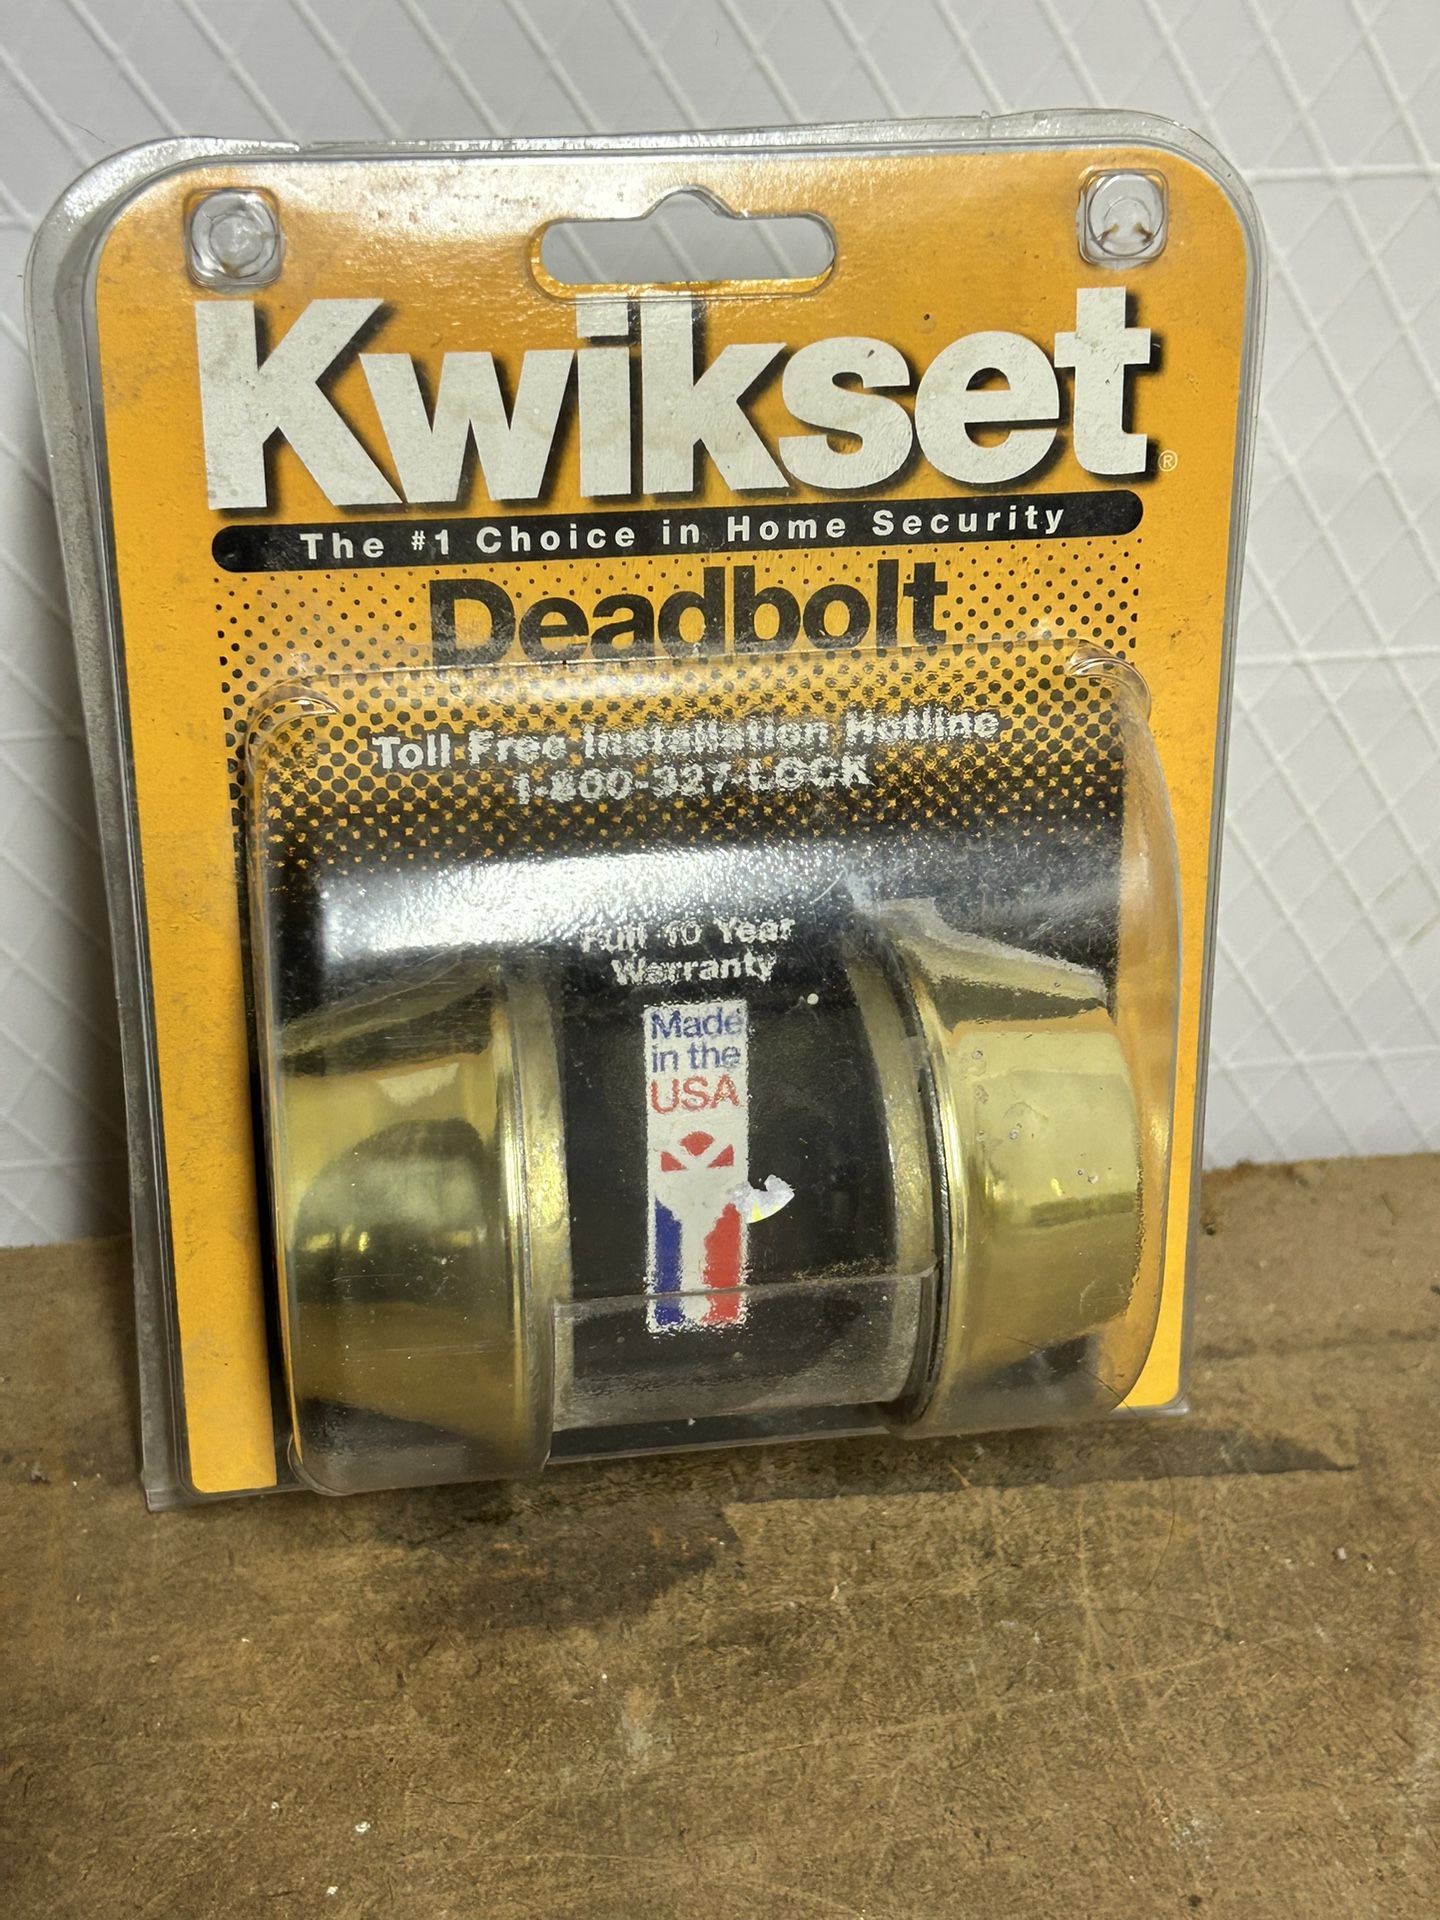 Kwikset®
The #1 Choice in Home Security
Deadbolt
Toll Free Installation Hotline
1-800-327-LOCK
Full 10 Year
Warranty
Made
in the
USA